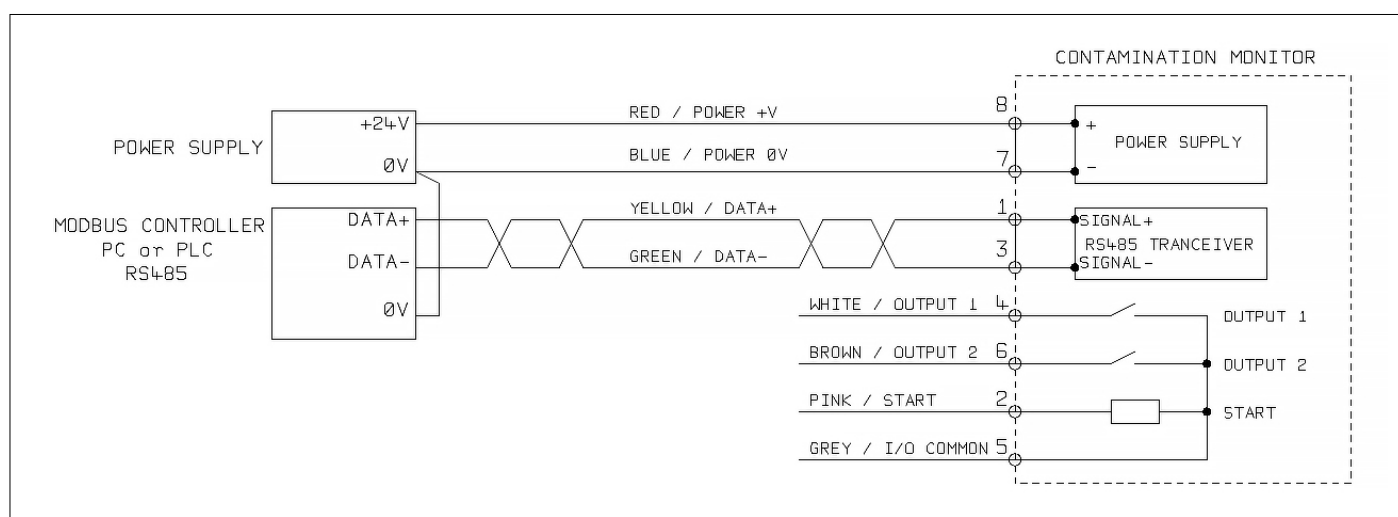 CONTAMINATION MONITOR
+24V
RED / POWER +V
8
+
POWER SUPPLY
POWER SUPPLY
0V
BLUE / POWER 0V
7
-
MODBUS CONTROLLER
PC or PLC
RS485
DATA+
YELLOW / DATA+
1
SIGNAL+
RS485 TRANCEIVER
DATA-
GREEN / DATA-
3
SIGNAL-
0V
WHITE / OUTPUT 1
4
OUTPUT 1
BROWN / OUTPUT 2
6
OUTPUT 2
PINK / START
2
START
GREY / I/O COMMON
5